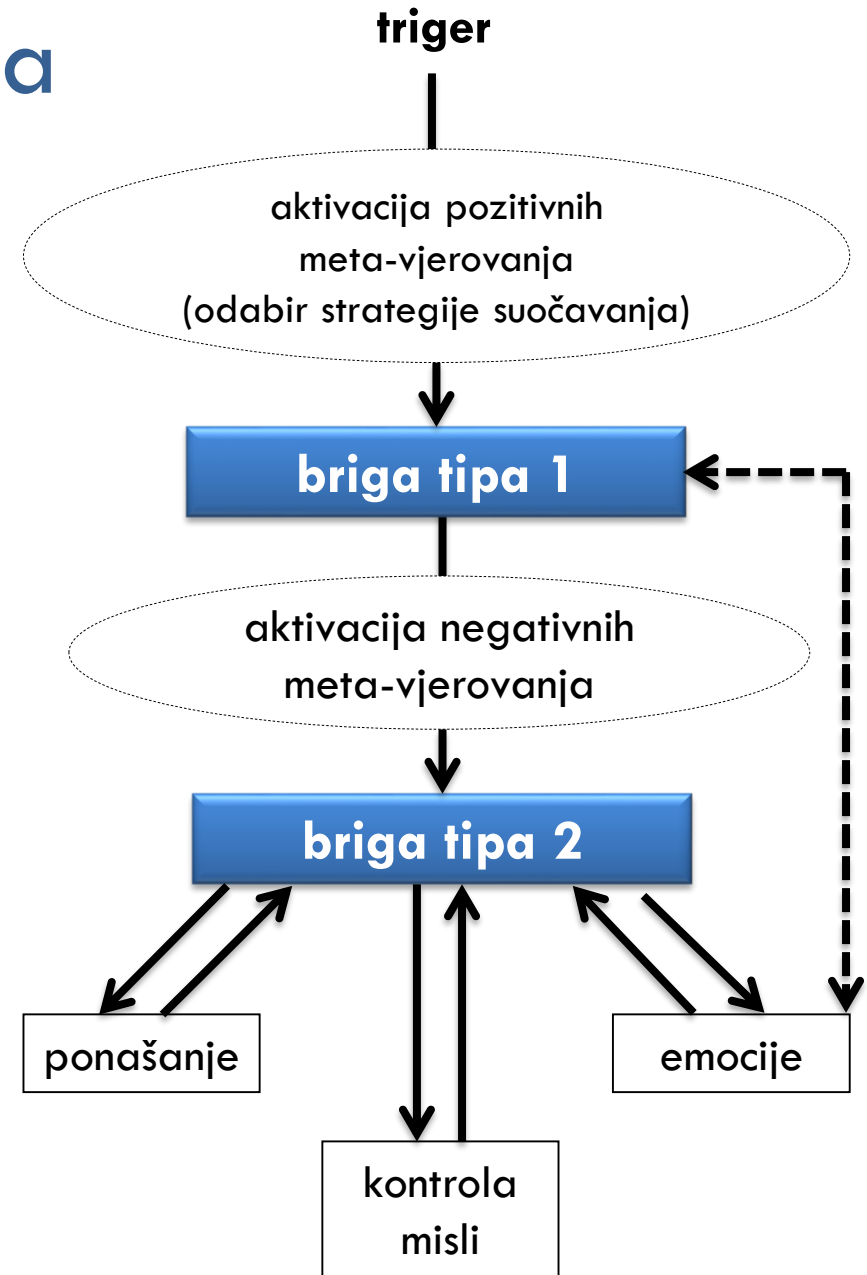 a
triger
aktivacija pozitivnih
meta-vjerovanja
(odabir strategije suočavanja)
briga tipa 1
aktivacija negativnih
meta-vjerovanja
briga tipa 2
ponašanje
emocije
kontrola
misli